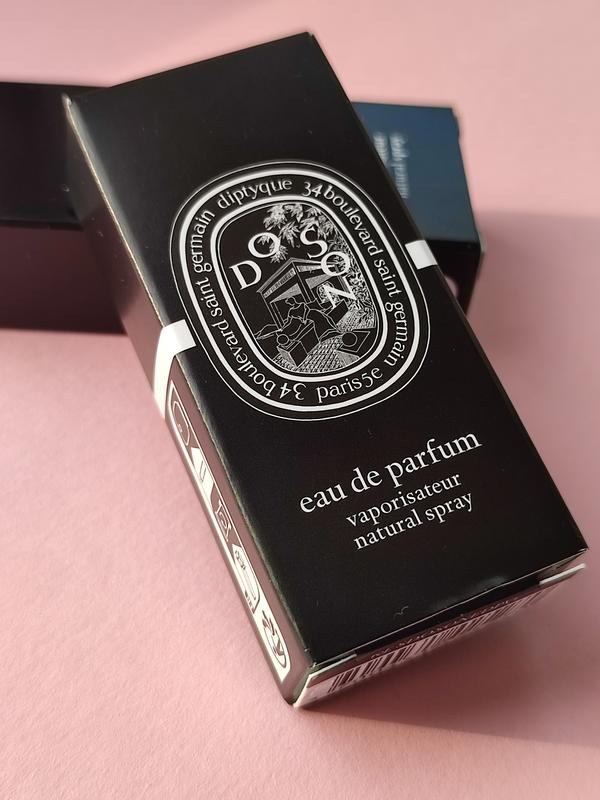 diptyque 34 boulevard saint germain paris 5e 34 boulevard saint germain
DO SON
eau de parfum
vaporisateur
natural spray